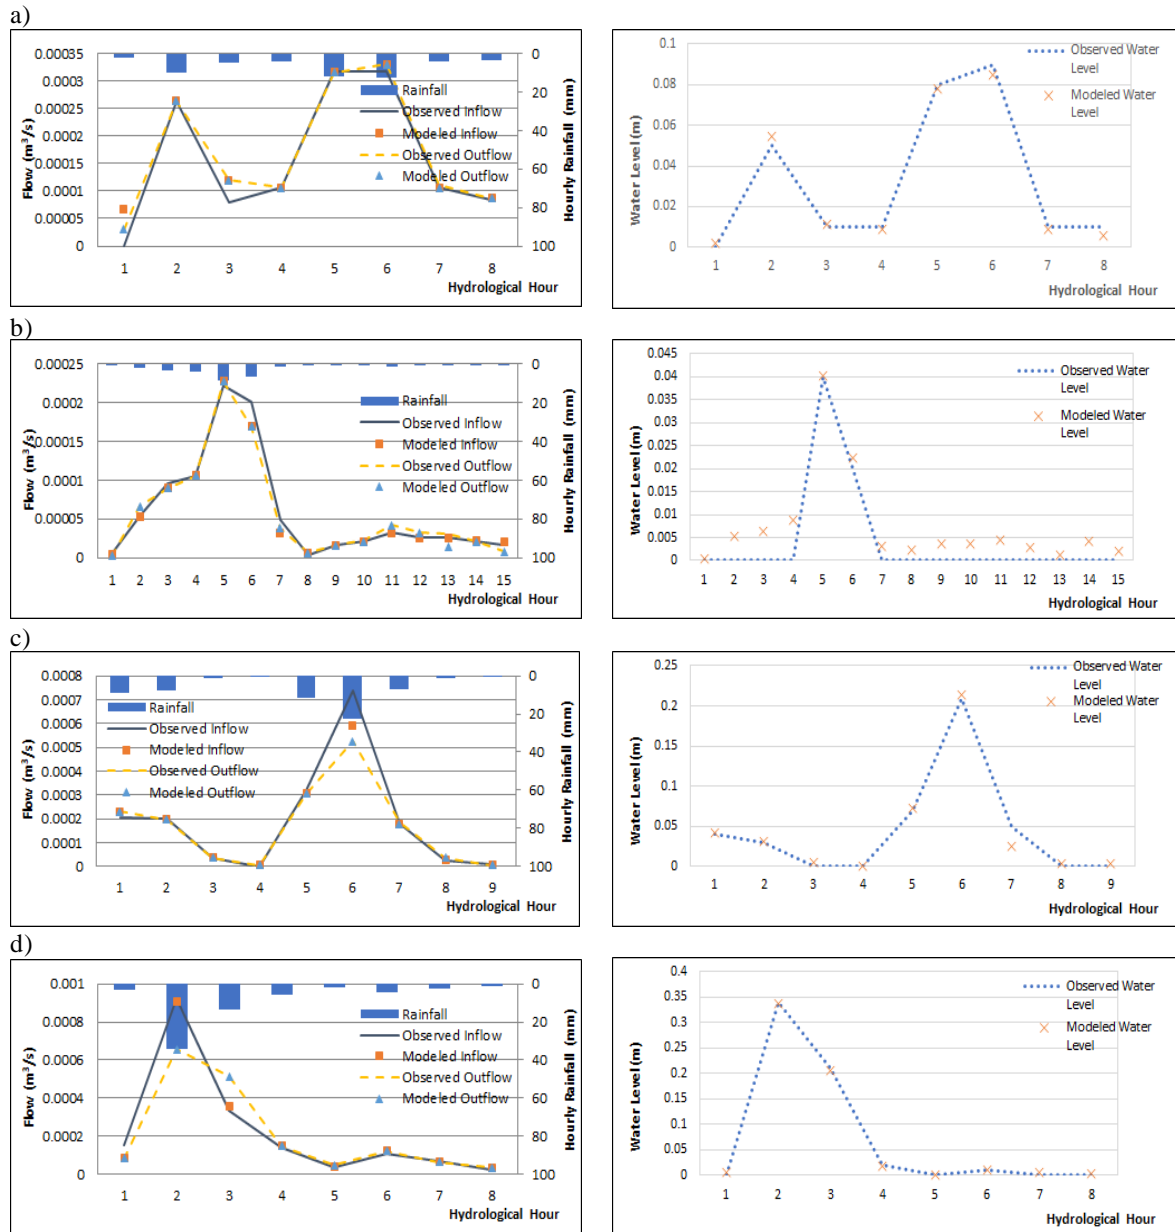 a)
0.00035
0.0003
0.00025
0.0002
0.00015
0.0001
0.00005
0
Flow (m³/s)
Rainfall
Observed Inflow
Modeled Inflow
Observed Outflow
Modeled Outflow
0
20
40
60
80
100
Hourly Rainfall (mm)
1 2 3 4 5 6 7 8
Hydrological Hour
0.1
0.08
0.06
0.04
0.02
0
Water Level(m)
Observed Water
Level
Modeled Water
Level
1 2 3 4 5 6 7 8
Hydrological Hour
b)
0.00025
0.0002
0.00015
0.0001
0.00005
0
Flow (m³/s)
Rainfall
Observed Inflow
Modeled Inflow
Observed Outflow
Modeled Outflow
0
20
40
60
80
100
Hourly Rainfall (mm)
1 2 3 4 5 6 7 8 9 10 11 12 13 14 15
Hydrological Hour
0.045
0.04
0.035
0.03
0.025
0.02
0.015
0.01
0.005
0
Water Level(m)
Observed Water
Level
Modeled Water
Level
1 2 3 4 5 6 7 8 9 10 11 12 13 14 15
Hydrological Hour
c)
0.0008
0.0007
0.0006
0.0005
0.0004
0.0003
0.0002
0.0001
0
Flow (m³/s)
Rainfall
Observed Inflow
Modeled Inflow
Observed Outflow
Modeled Outflow
0
20
40
60
80
100
Hourly Rainfall (mm)
1 2 3 4 5 6 7 8 9
Hydrological Hour
0.25
0.2
0.15
0.1
0.05
0
Water Level(m)
Observed Water
Level
Modeled Water
Level
1 2 3 4 5 6 7 8 9
Hydrological Hour
d)
0.001
0.0008
0.0006
0.0004
0.0002
0
Flow (m³/s)
Rainfall
Observed Inflow
Modeled Inflow
Observed Outflow
Modeled Outflow
0
20
40
60
80
100
Hourly Rainfall (mm)
1 2 3 4 5 6 7 8
Hydrological Hour
0.4
0.35
0.3
0.25
0.2
0.15
0.1
0.05
0
Water Level(m)
Observed Water
Level
Modeled Water
Level
1 2 3 4 5 6 7 8
Hydrological Hour